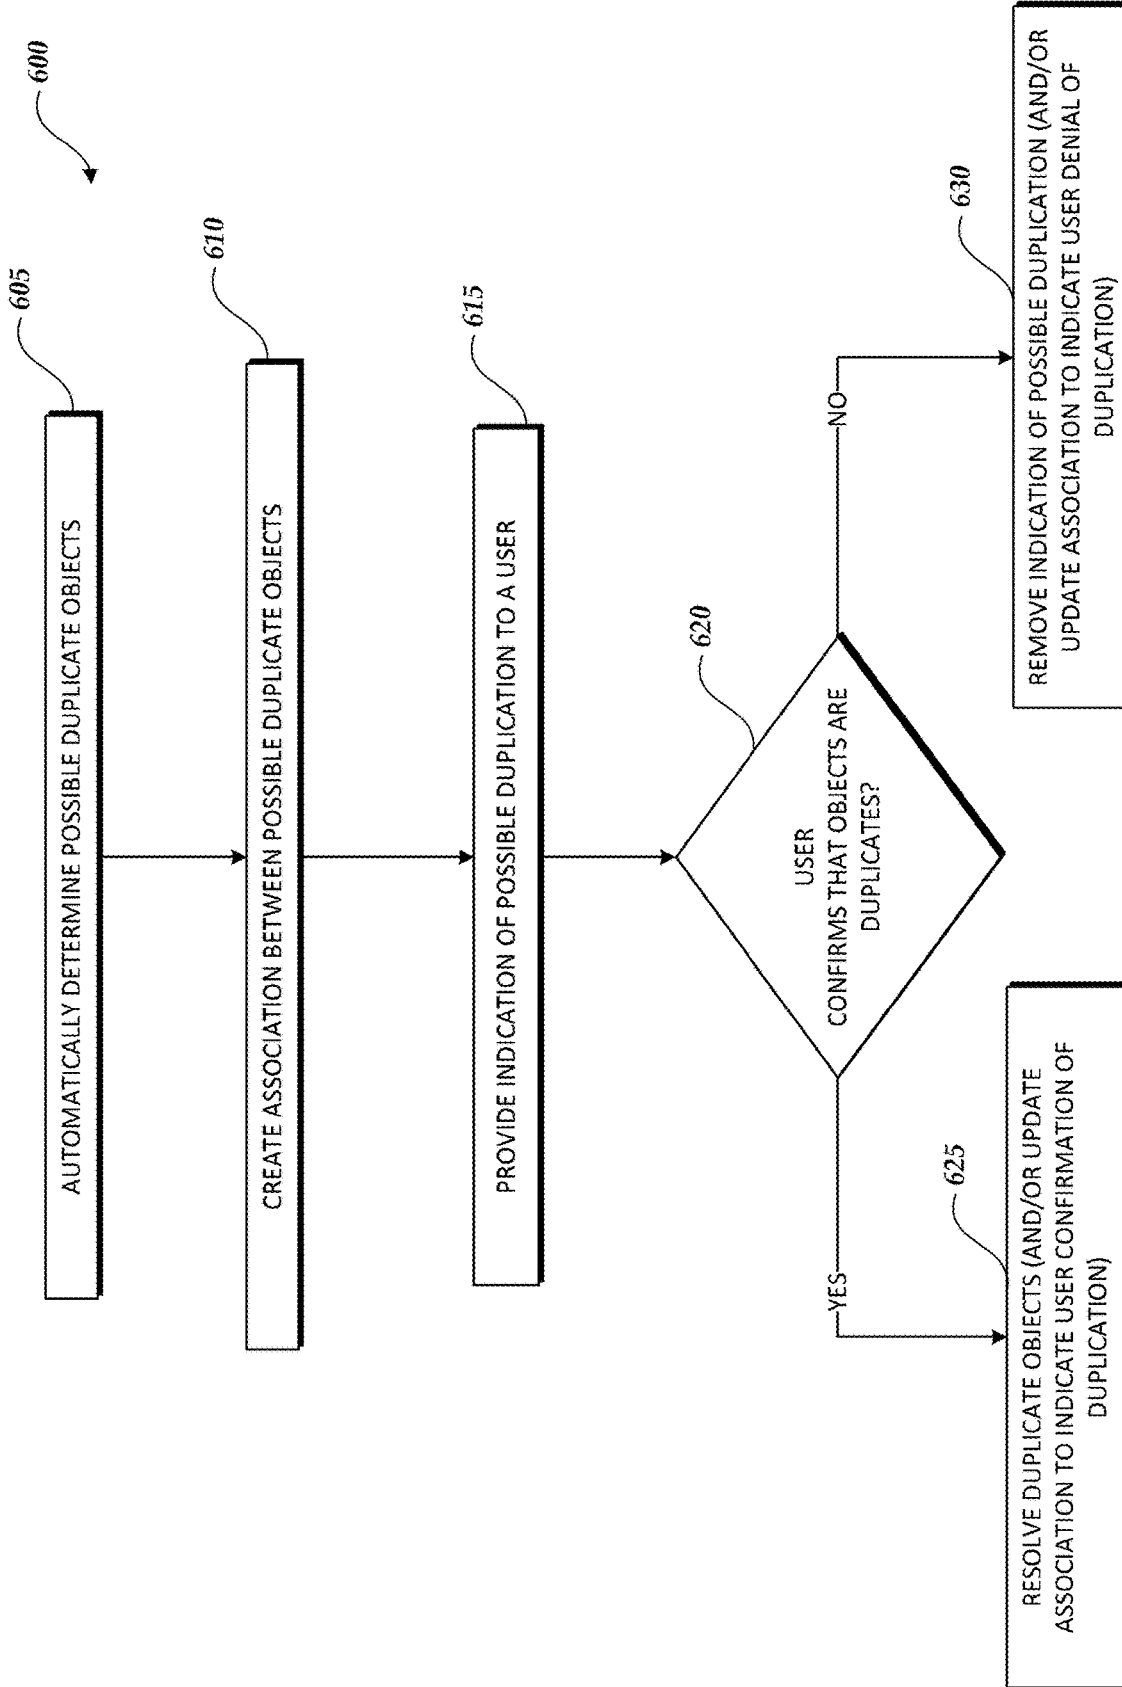 600
605
AUTOMATICALLY DETERMINE POSSIBLE DUPLICATE OBJECTS
610
CREATE ASSOCIATION BETWEEN POSSIBLE DUPLICATE OBJECTS
615
PROVIDE INDICATION OF POSSIBLE DUPLICATION TO A USER
620
USER
CONFIRMS THAT OBJECTS ARE
DUPLICATES?
YES
NO
625
RESOLVE DUPLICATE OBJECTS (AND/OR UPDATE
ASSOCIATION TO INDICATE USER CONFIRMATION OF
DUPLICATION)
630
REMOVE INDICATION OF POSSIBLE DUPLICATION (AND/OR
UPDATE ASSOCIATION TO INDICATE USER DENIAL OF
DUPLICATION)